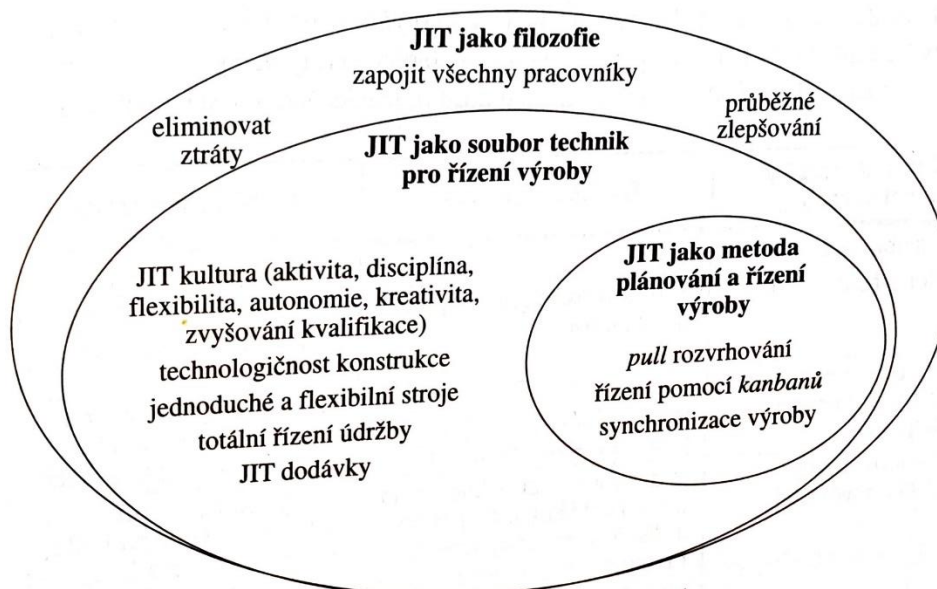 JIT jako filozofie
zapojit všechny pracovníky
eliminovat
ztráty
průběžné
zlepšování
JIT jako soubor technik
pro řízení výroby
JIT kultura (aktivita, disciplína,
flexibilita, autonomie, kreativita,
zvyšování kvalifikace)
technologičnost konstrukce
jednoduché a flexibilní stroje
totální řízení údržby
JIT dodávky
JIT jako metoda
plánování a řízení
výroby
pull rozvrhování
řízení pomocí kanbanů
synchronizace výroby